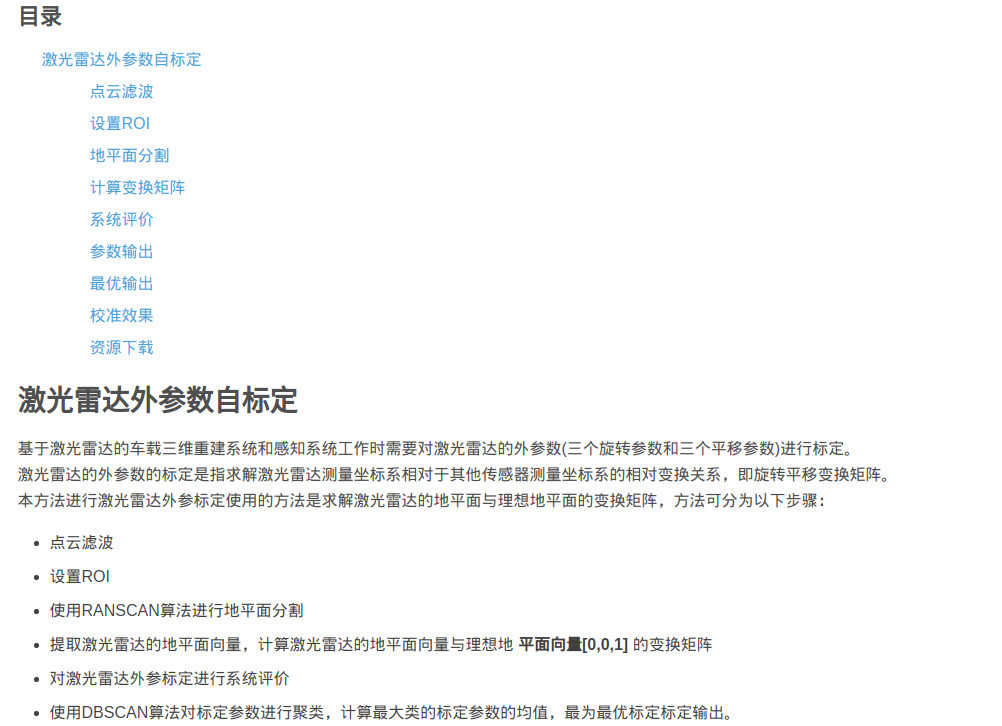 目录
激光雷达外参数自标定
点云滤波
设置ROI
地平面分割
计算变换矩阵
系统评价
参数输出
最优输出
校准效果
资源下载
激光雷达外参数自标定
基于激光雷达的车载三维重建系统和感知系统工作时需要对激光雷达的外参数(三个旋转参数和三个平移参数)进行标定。
激光雷达的外参数的标定是指求解激光雷达测量坐标系相对于其他传感器测量坐标系的相对变换关系，即旋转平移变换矩阵。
本方法进行激光雷达外参标定使用的方法是求解激光雷达的地平面与理想地平面的变换矩阵，方法可分为以下步骤：
• 点云滤波
• 设置ROI
• 使用RANSCAN算法进行地平面分割
• 提取激光雷达的地平面向量，计算激光雷达的地平面向量与理想地 平面向量[0,0,1] 的变换矩阵
• 对激光雷达外参标定进行系统评价
• 使用DBSCAN算法对标定参数进行聚类，计算最大类的标定参数的均值，最为最优标定标定输出。